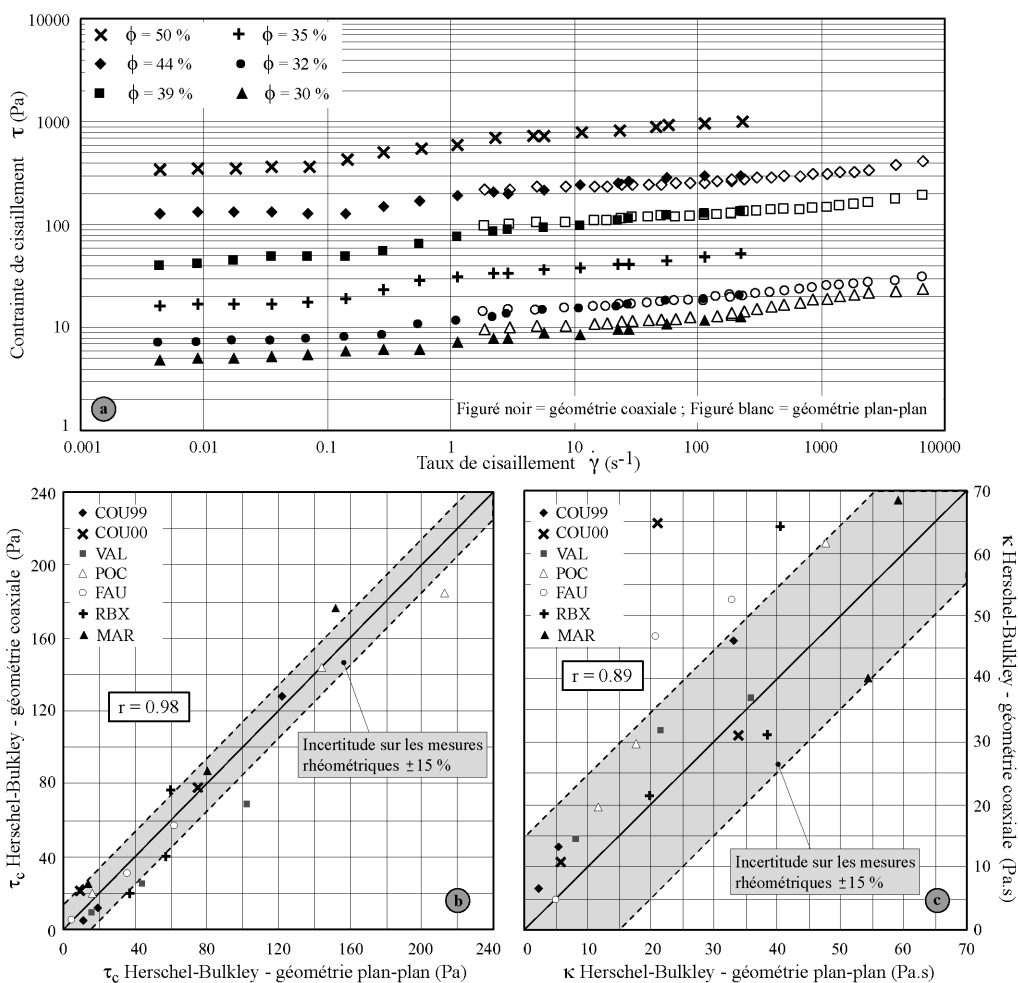 10000
1000
100
10
1
Contrainte de cisaillement τ (Pa)
ϕ = 50 %
ϕ = 35 %
ϕ = 44 %
ϕ = 32 %
ϕ = 39 %
ϕ = 30 %
a
Figuré noir = géométrie coaxiale ; Figuré blanc = géométrie plan-plan
0.001
0.01
0.1
1
10
100
1000
10000
Taux de cisaillement γ̇ (s-1)
240
200
160
120
80
40
0
τc Herschel-Bulkley - géométrie coaxiale (Pa)
COU99
COU00
VAL
POC
FAU
RBX
MAR
r = 0.98
Incertitude sur les mesures
rhéométriques ±15 %
b
0
40
80
120
160
200
240
τc Herschel-Bulkley - géométrie plan-plan (Pa)
COU99
COU00
VAL
POC
FAU
RBX
MAR
r = 0.89
Incertitude sur les mesures
rhéométriques ±15 %
c
70
60
50
40
30
20
10
0
κ Herschel-Bulkley - géométrie coaxiale (Pa.s)
0
10
20
30
40
50
60
70
κ Herschel-Bulkley - géométrie plan-plan (Pa.s)